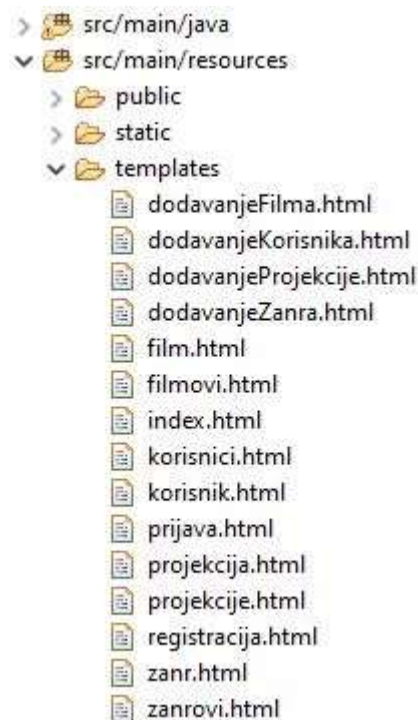 src/main/java
src/main/resources
public
static
templates
dodavanjeFilma.html
dodavanjeKorisnika.html
dodavanjeProjekcije.html
dodavanjeZanra.html
film.html
filmovi.html
index.html
korisnici.html
korisnik.html
prijava.html
projekcija.html
projekcije.html
registracija.html
zanr.html
zanrovi.html